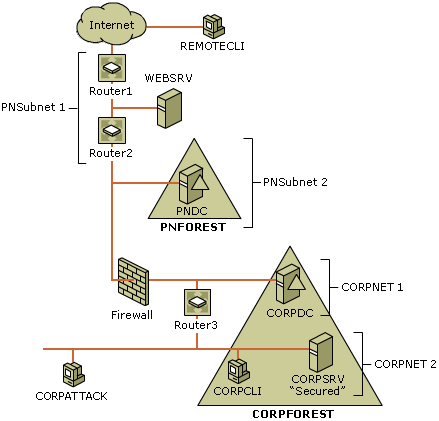 Internet
REMOTECLI
Router1
WEBSRV
PNSubnet 1
Router2
PNSubnet 2
PNDC
PNFOREST
Firewall
Router3
CORPDC
CORPNET 1
CORPATTACK
CORPCLI
CORPSRV
"Secured"
CORPNET 2
CORPFOREST